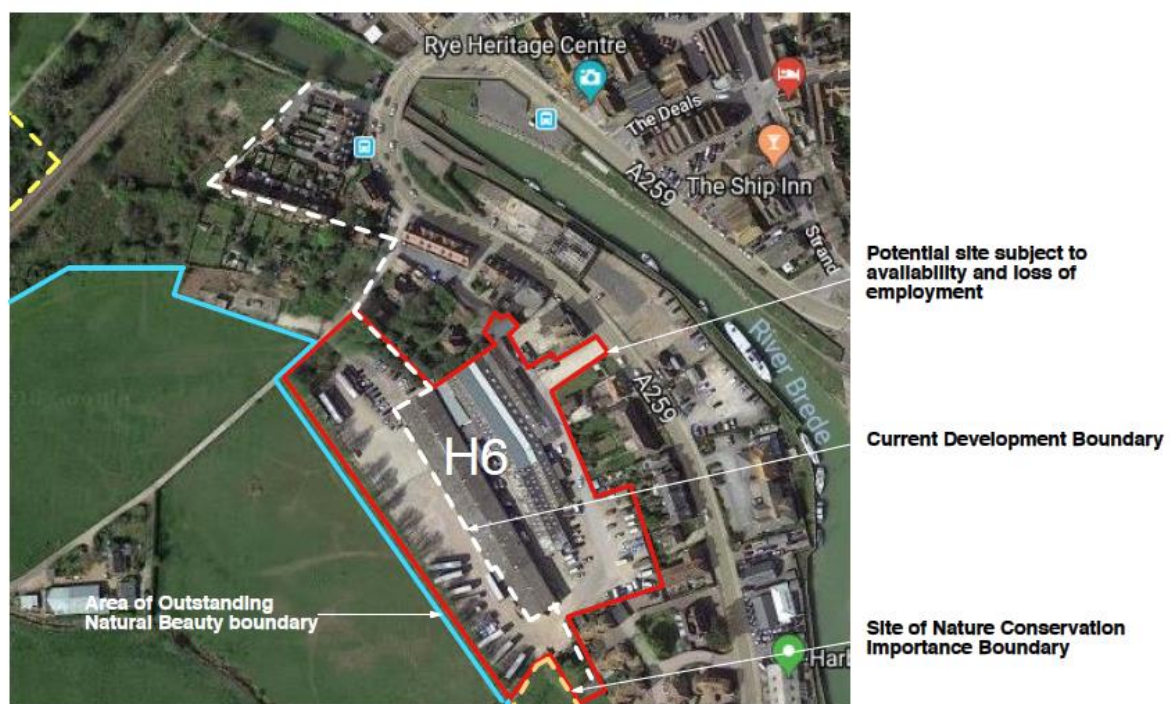 Rye Heritage Centre
The Deals
A259
The Ship Inn
Strand
Potential site subject to
availability and loss of
employment
River Brede
A259
H6
Current Development Boundary
Area of Outstanding
Natural Beauty boundary
Site of Nature Conservation
Importance Boundary
Harb